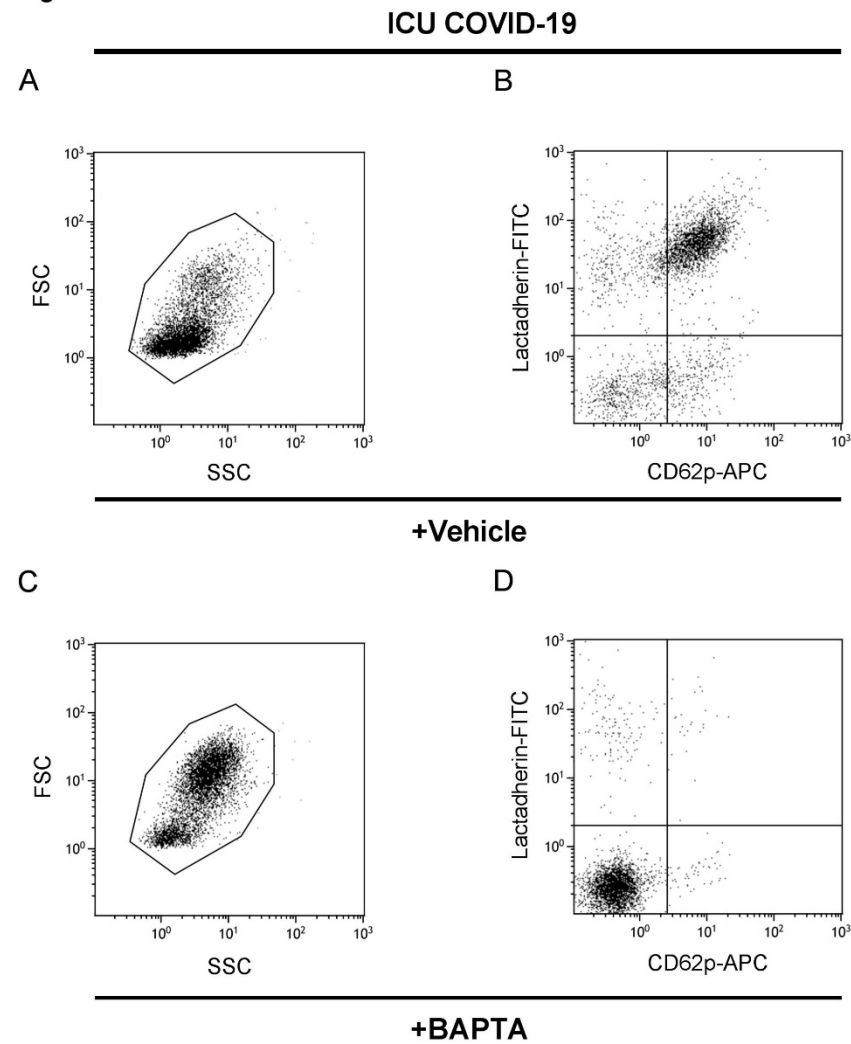 ICU COVID-19
A
B
10³
10²
10¹
10⁰
FSC
10⁰ 10¹ 10² 10³
SSC
10³
10²
10¹
10⁰
Lactadherin-FITC
10⁰ 10¹ 10² 10³
CD62p-APC
+Vehicle
C
D
10³
10²
10¹
10⁰
FSC
10⁰ 10¹ 10² 10³
SSC
10³
10²
10¹
10⁰
Lactadherin-FITC
10⁰ 10¹ 10² 10³
CD62p-APC
+BAPTA